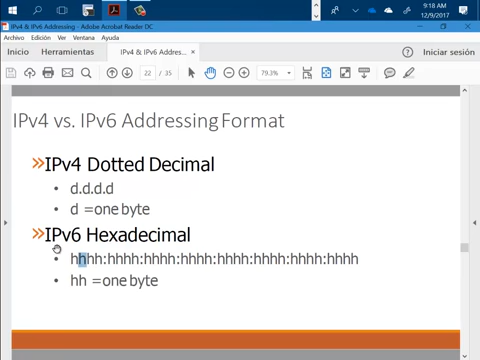 9:18 AM
12/9/2017
IPv4 & IPv6 Addressing - Adobe Acrobat Reader DC
Archivo Edición Ver Ventana Ayuda
Inicio Herramientas IPv4 & IPv6 Addres... × Iniciar sesión
22 / 35 79.3%
IPv4 vs. IPv6 Addressing Format
» IPv4 Dotted Decimal
• d.d.d.d
• d =one byte
» IPv6 Hexadecimal
• hhhh:hhhh:hhhh:hhhh:hhhh:hhhh:hhhh:hhhh
• hh =one byte